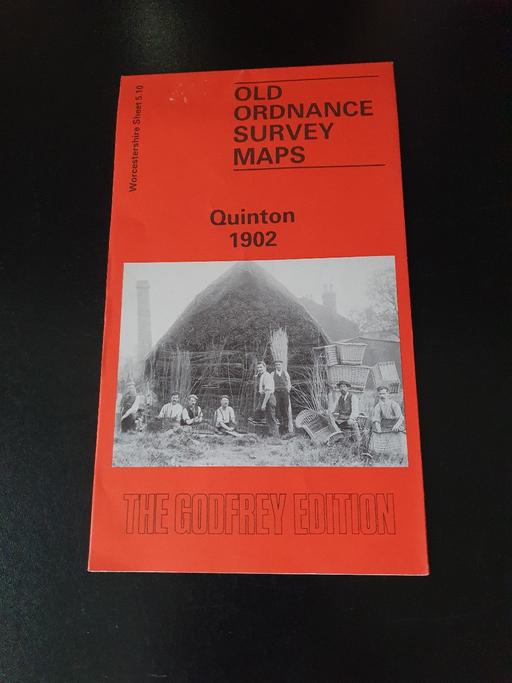 Worcestershire Sheet 5.10
OLD
ORDNANCE
SURVEY
MAPS
Quinton
1902
THE GODFREY EDITION